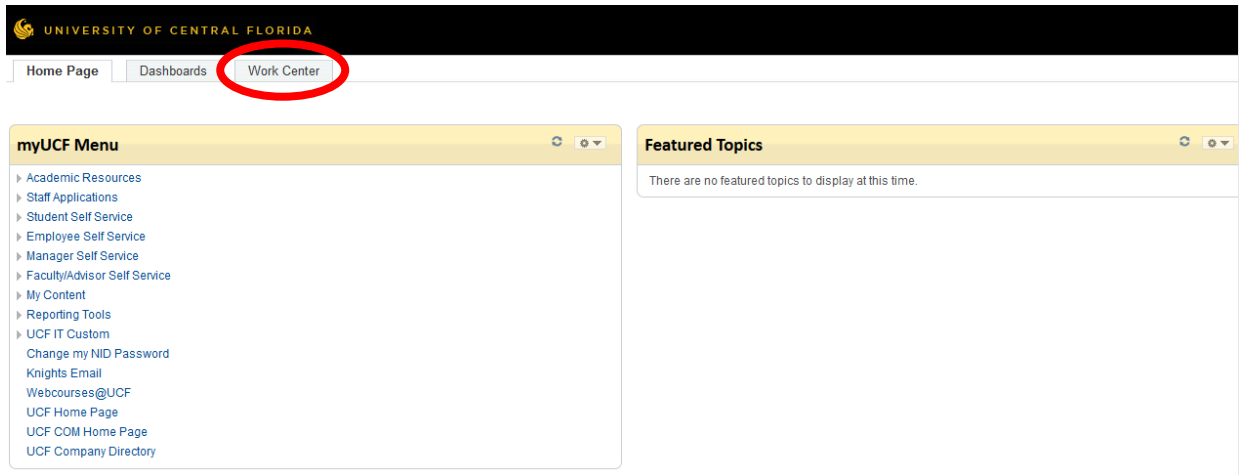 UNIVERSITY OF CENTRAL FLORIDA
Home Page Dashboards Work Center
myUCF Menu
Academic Resources
Staff Applications
Student Self Service
Employee Self Service
Manager Self Service
Faculty/Advisor Self Service
My Content
Reporting Tools
UCF IT Custom
Change my NID Password
Knights Email
Webcourses@UCF
UCF Home Page
UCF COM Home Page
UCF Company Directory
Featured Topics
There are no featured topics to display at this time.